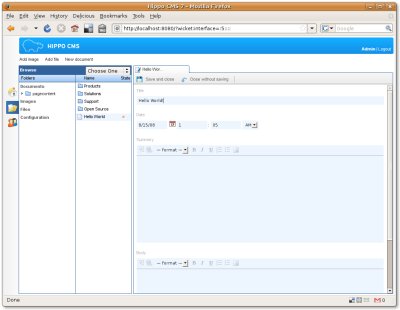 Hippo CMS 7 - Mozilla Firefox
File Edit View History Delicious Bookmarks Tools Help
http://localhost:8080/?wicket:interface=:5:::
Google
HIPPO CMS
Admin | Logout
Add image Add file New document
Browse Choose One
Folders Name State
Documents
pagecontent
Images
Files
Configuration
Products
Solutions
Support
Open Source
Hello World
Hello Wor...
Save and close Close without saving
Title
Hello World
Date
8/25/08 1 : 05 AM
Summary
-- format -- B I U
Body
-- format -- B I U
Done
0